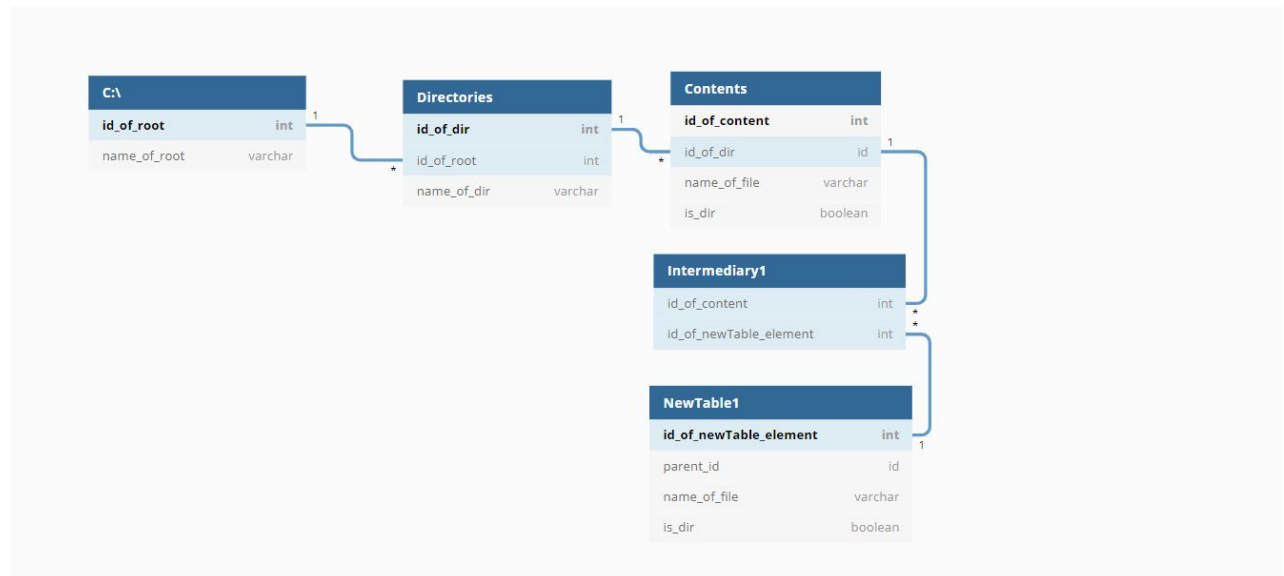 C:\
id_of_root int
name_of_root varchar
1
*
Directories
id_of_dir int
id_of_root int
name_of_dir varchar
1
*
Contents
id_of_content int
id_of_dir id
name_of_file varchar
is_dir boolean
1
*
Intermediary1
id_of_content int
id_of_newTable_element int
*
1
NewTable1
id_of_newTable_element int
parent_id id
name_of_file varchar
is_dir boolean